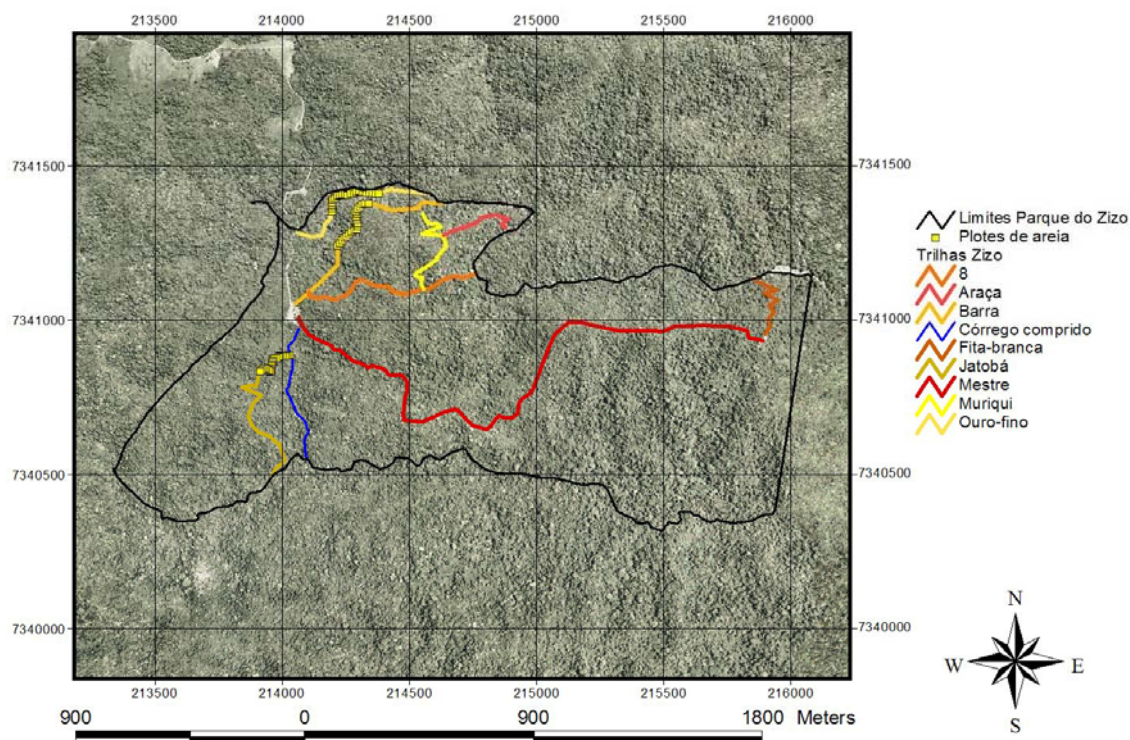 213500 214000 214500 215000 215500 216000
7341500 7341500
7341000 7341000
7340500 7340500
7340000 7340000
213500 214000 214500 215000 215500 216000
900 0 900 1800 Meters
Limites Parque do Zizo
Plotes de areia
Trilhas Zizo
8
Araça
Barra
Córrego comprido
Fita-branca
Jatobá
Mestre
Muriqui
Ouro-fino
N
W E
S